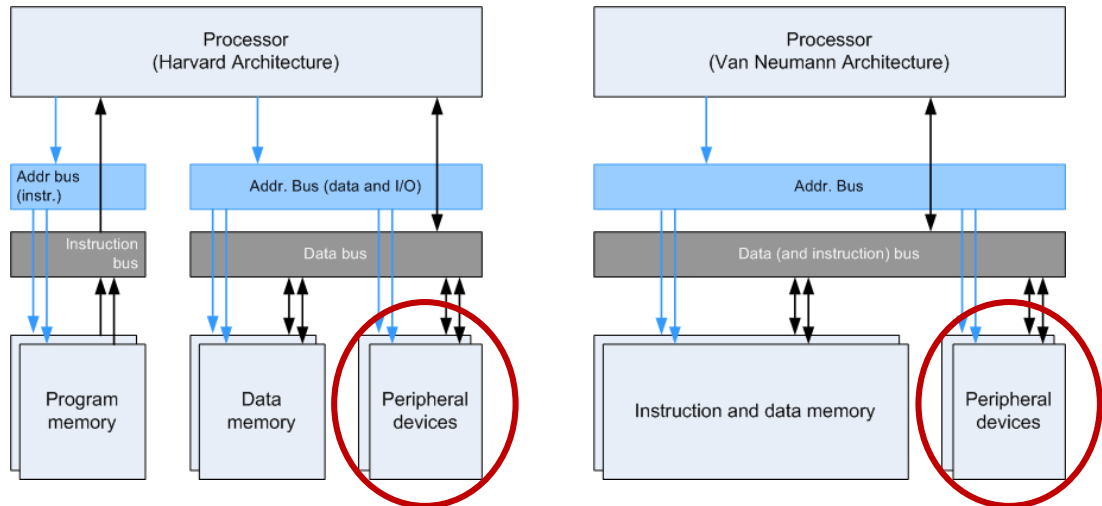 Processor
(Harvard Architecture)
Addr bus
(instr.)
Addr. Bus (data and I/O)
Instruction
bus
Data bus
Program
memory
Data
memory
Peripheral
devices
Processor
(Van Neumann Architecture)
Addr. Bus
Data (and instruction) bus
Instruction and data memory
Peripheral
devices